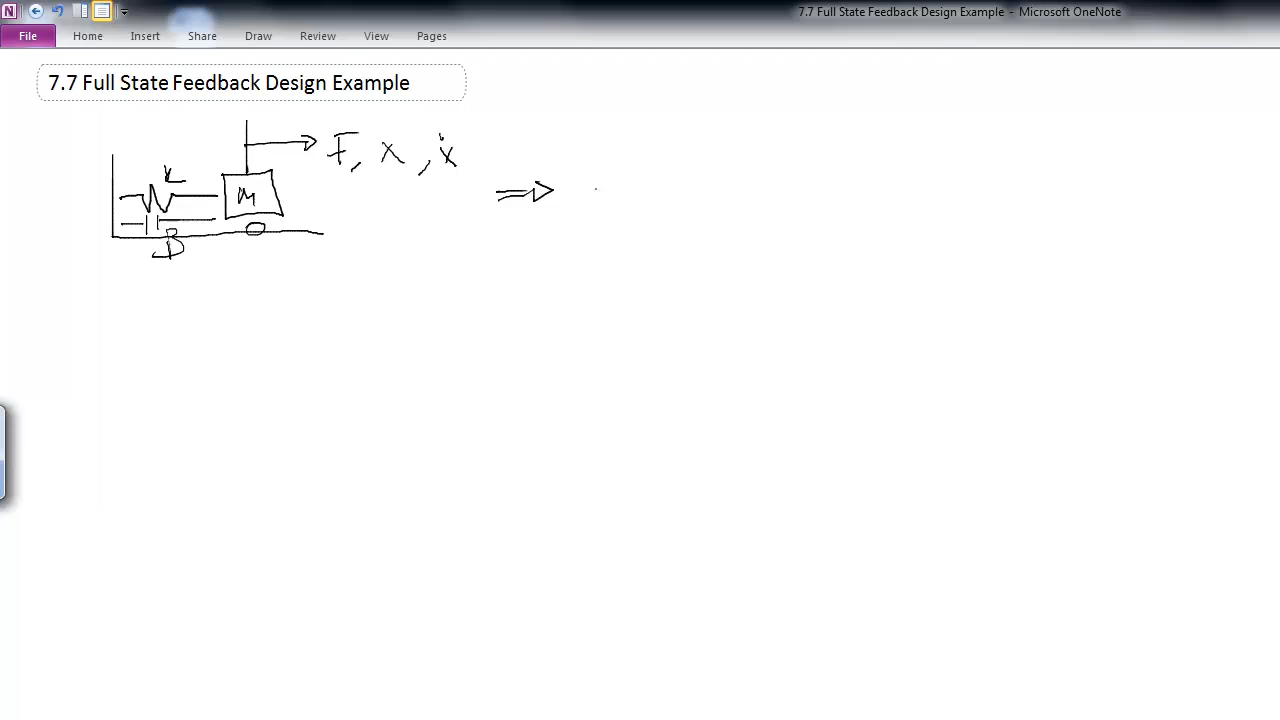 7.7 Full State Feedback Design Example - Microsoft OneNote
File Home Insert Share Draw Review View Pages
7.7 Full State Feedback Design Example
F, x, ẋ
K
M
⇒
B